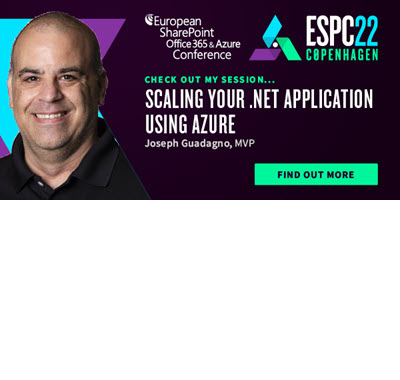 European
SharePoint
Office 365 & Azure
Conference
ESPC22
CØPENHAGEN
CHECK OUT MY SESSION...
SCALING YOUR .NET APPLICATION
USING AZURE
Joseph Guadagno, MVP
FIND OUT MORE